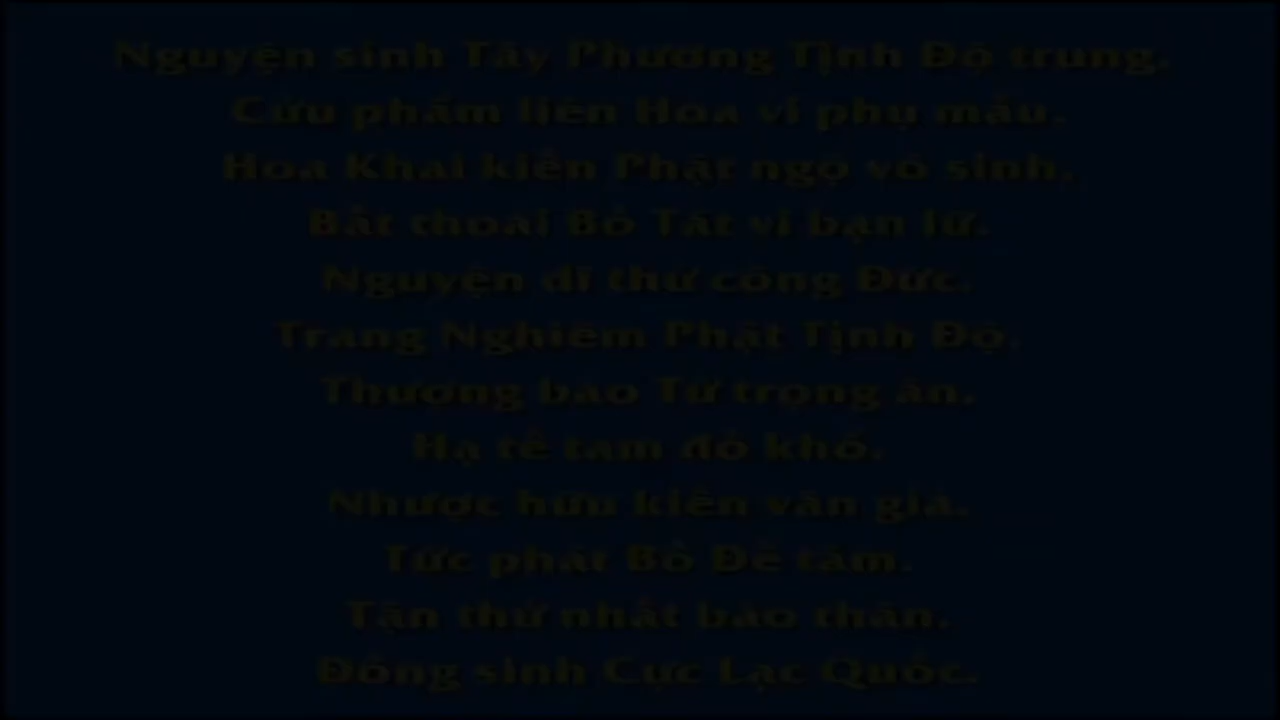 Nguyện sinh Tây Phương Tịnh Độ trung.
Cửu phẩm liên Hoa vi phụ mẫu.
Hoa Khai kiến Phật ngộ vô sinh.
Bất thoái Bồ Tát vi bạn lữ.
Nguyện dĩ thử công Đức.
Trang Nghiêm Phật Tịnh Độ.
Thượng báo Tứ trọng ân.
Hạ tế tam đồ khổ.
Nhược hữu kiến văn giả.
Tức phát Bồ Đề tâm.
Tận thử nhất báo thân.
Đồng sinh Cực Lạc Quốc.